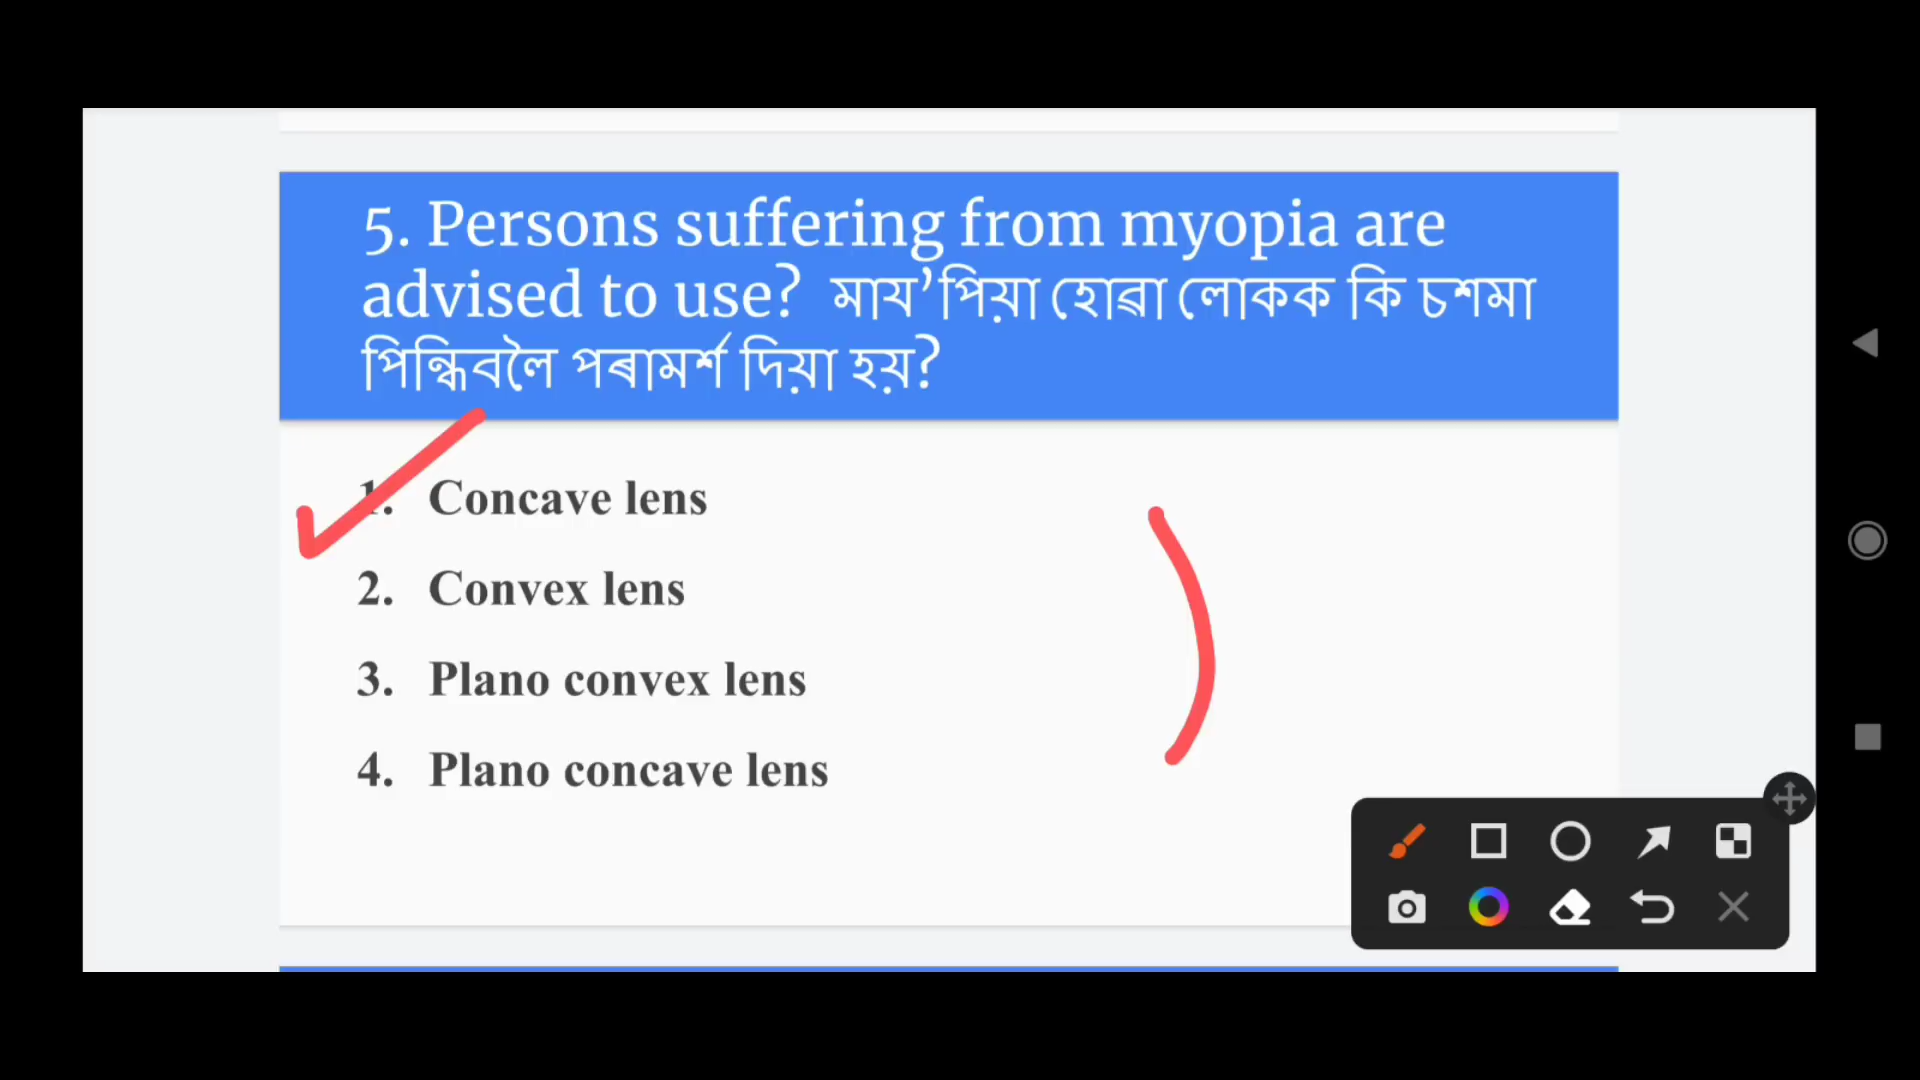 5. Persons suffering from myopia are
advised to use? মায’পিয়া হোৱা লোকক কি চশমা
পিন্ধিবলৈ পৰামৰ্শ দিয়া হয়?
1. Concave lens
2. Convex lens
3. Plano convex lens
4. Plano concave lens